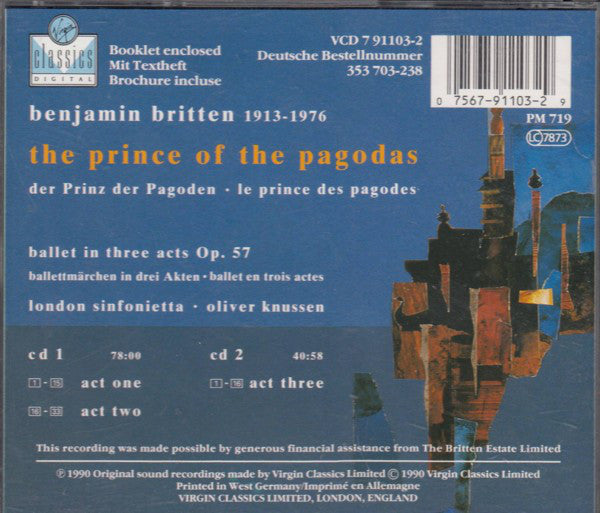 Virgin
classics
DIGITAL
Booklet enclosed
Mit Textheft
Brochure incluse
VCD 7 91103-2
Deutsche Bestellnummer
353 703-238
0 7567-91103-2 9
PM 719
LC 7873
benjamin britten 1913-1976
the prince of the pagodas
der Prinz der Pagoden · le prince des pagodes
ballet in three acts Op. 57
ballettmärchen in drei Akten · ballet en trois actes
london sinfonietta · oliver knussen
cd 1 78:00
1 - 15 act one
16 - 33 act two
cd 2 40:58
1 - 16 act three
This recording was made possible by generous financial assistance from The Britten Estate Limited
Ⓟ 1990 Original sound recordings made by Virgin Classics Limited © 1990 Virgin Classics Limited
Printed in West Germany/Imprimé en Allemagne
VIRGIN CLASSICS LIMITED, LONDON, ENGLAND